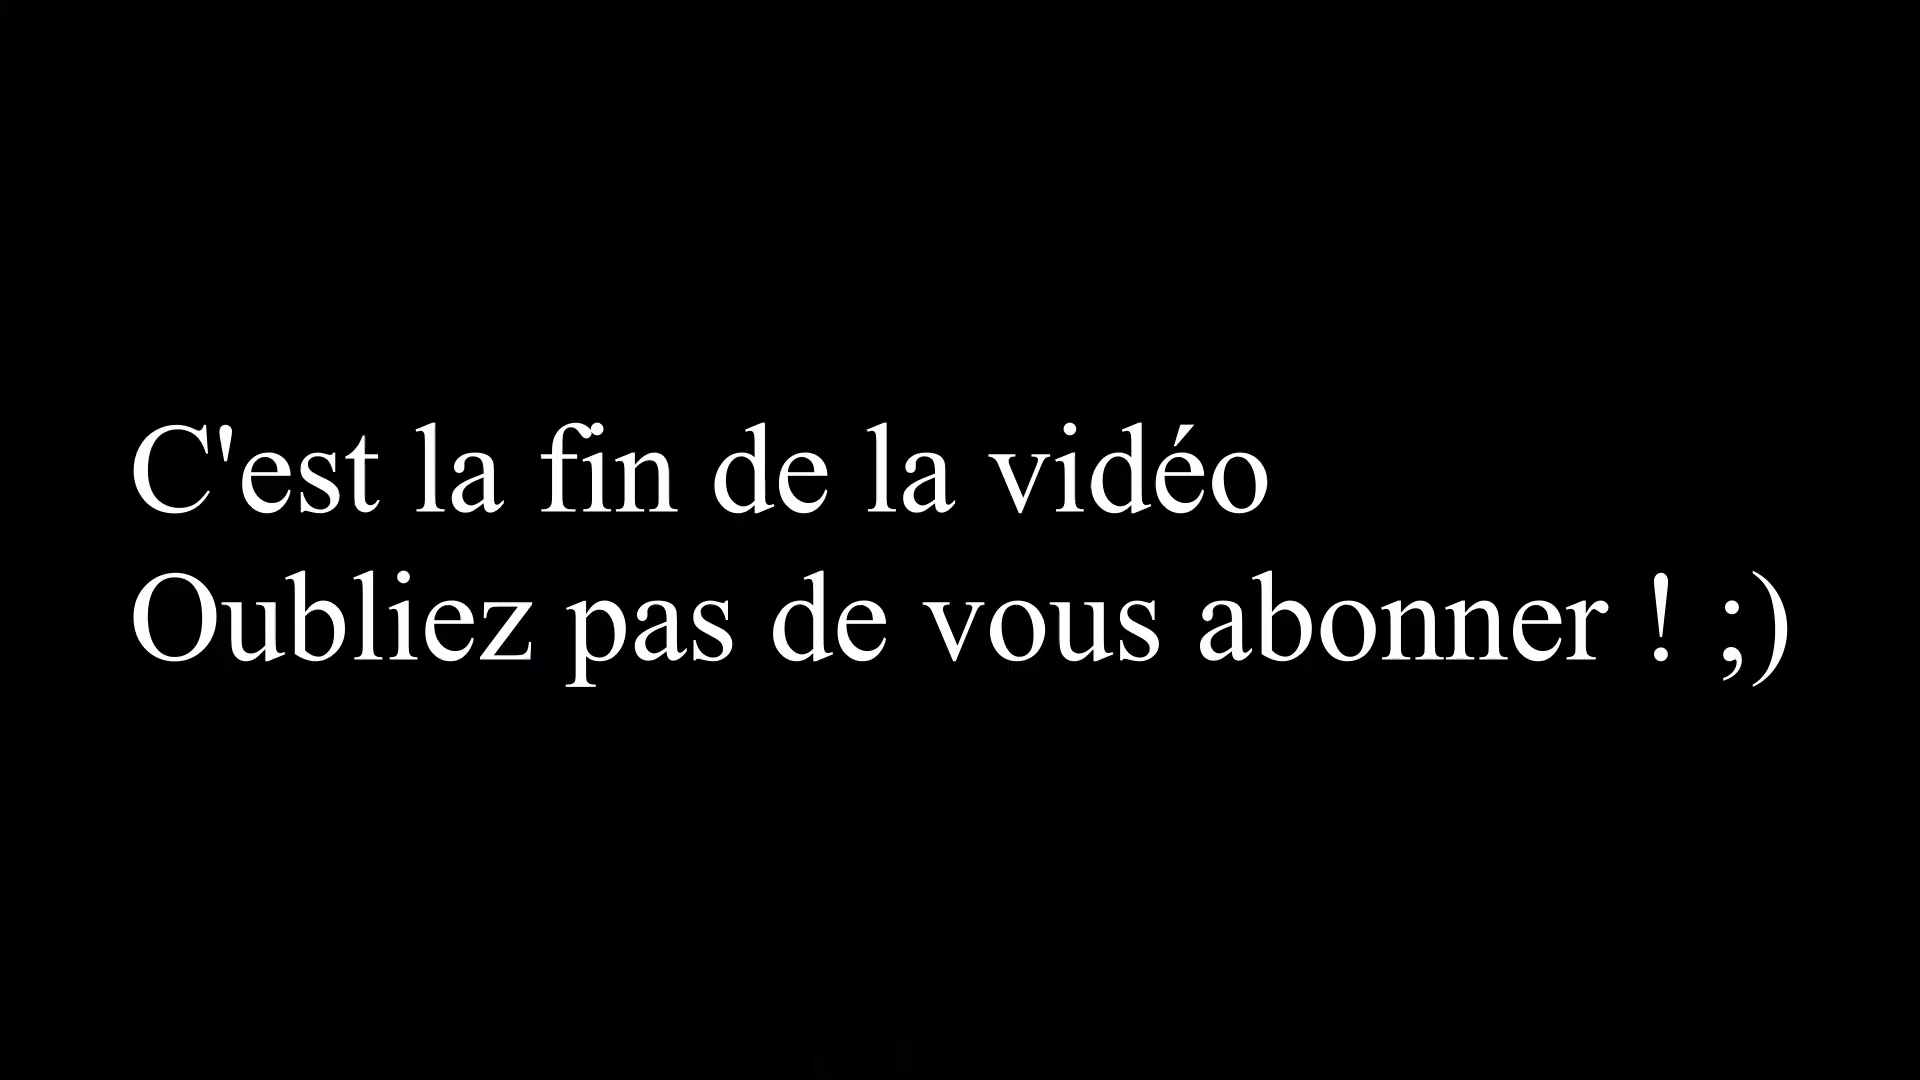 C'est la fin de la vidéo
Oubliez pas de vous abonner ! ;)